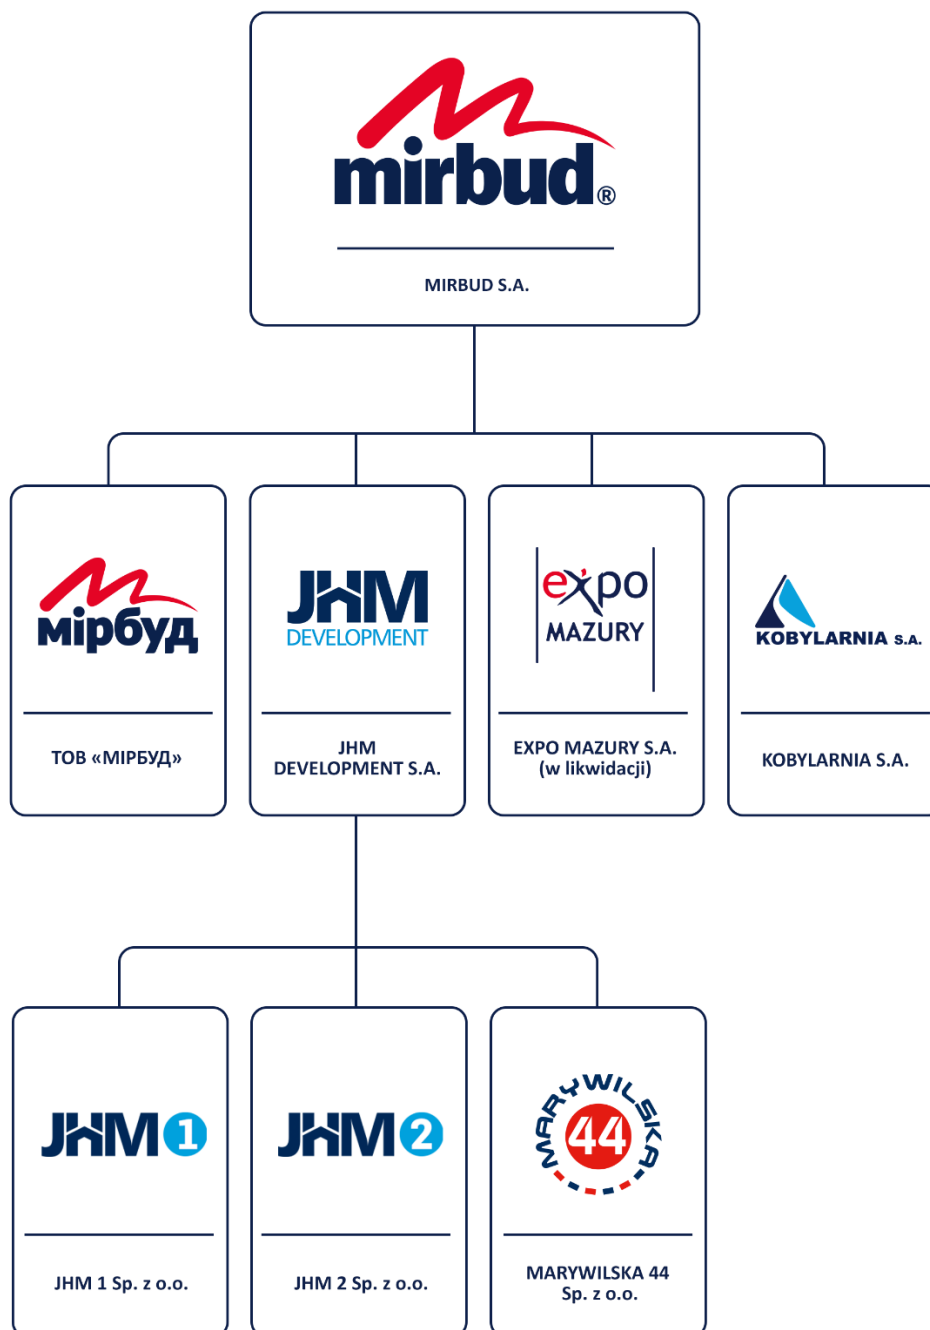 mirbud®
MIRBUD S.A.
мірбуд
ТОВ «МІРБУД»
JHM
DEVELOPMENT
JHM
DEVELOPMENT S.A.
expo
MAZURY
EXPO MAZURY S.A.
(w likwidacji)
KOBYLARNIA S.A.
KOBYLARNIA S.A.
JHM 1
JHM 1 Sp. z o.o.
JHM 2
JHM 2 Sp. z o.o.
MARYWILSKA
44
MARYWILSKA 44
Sp. z o.o.